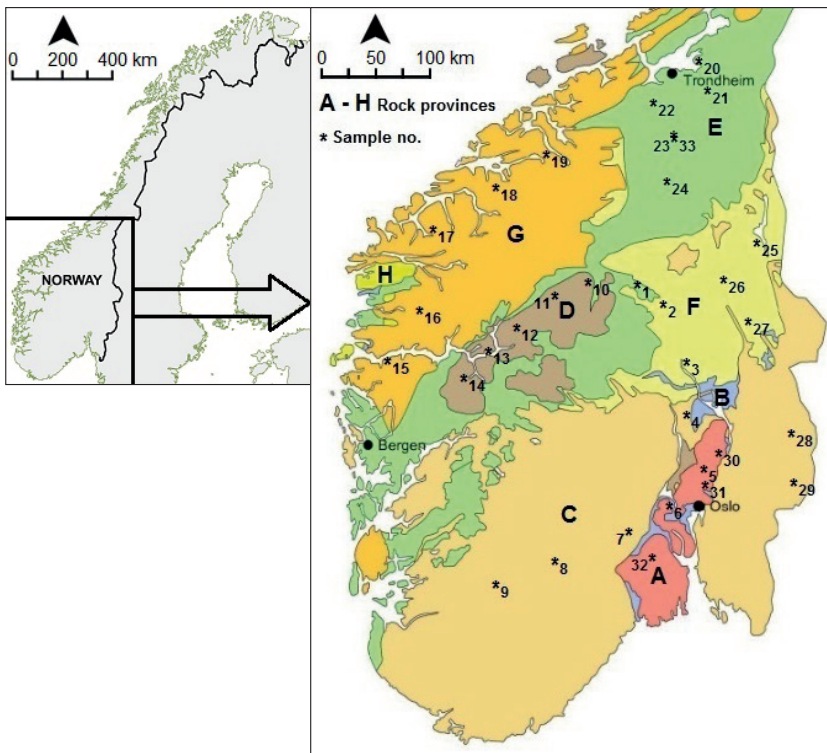 0 200 400 km
NORWAY
0 50 100 km
A - H Rock provinces
* Sample no.
*20
Trondheim
*21
*22
E
23 *33
*19
*24
*18
G
*17
*25
H
*10
*1
*26
11* D
F
*16
*2
*27
*12
*13
*3
*15
*14
B
*4
*28
Bergen
*30
*5
*29
*31
*6
Oslo
C
7*
*8
32*
A
*9